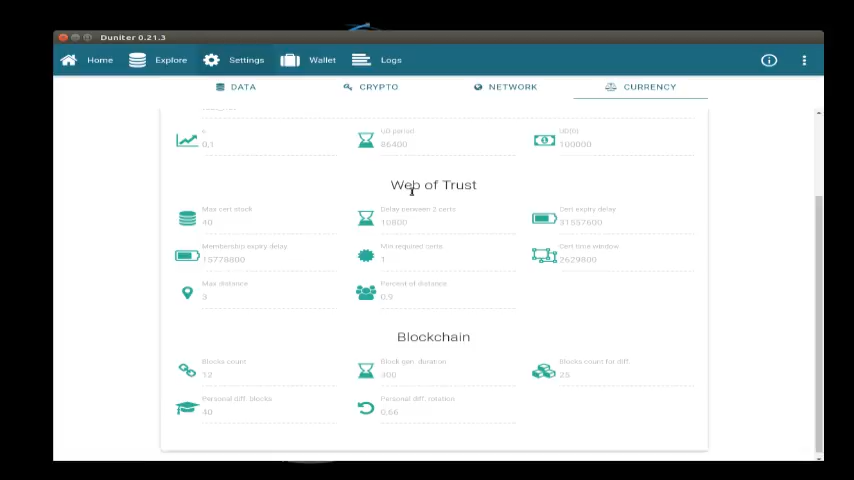 Duniter 0.21.3
Home Explore Settings Wallet Logs
DATA CRYPTO NETWORK CURRENCY
c UD period UD(0)
0,1 86400 100000
Web of Trust
Max cert stock Delay between 2 certs Cert expiry delay
40 10800 31557600
Membership expiry delay Min required certs Cert time window
15778800 1 2629800
Max distance Percent of distance
3 0.9
Blockchain
Blocks count Block gen. duration Blocks count for diff.
12 300 25
Personal diff. blocks Personal diff. rotation
40 0,66